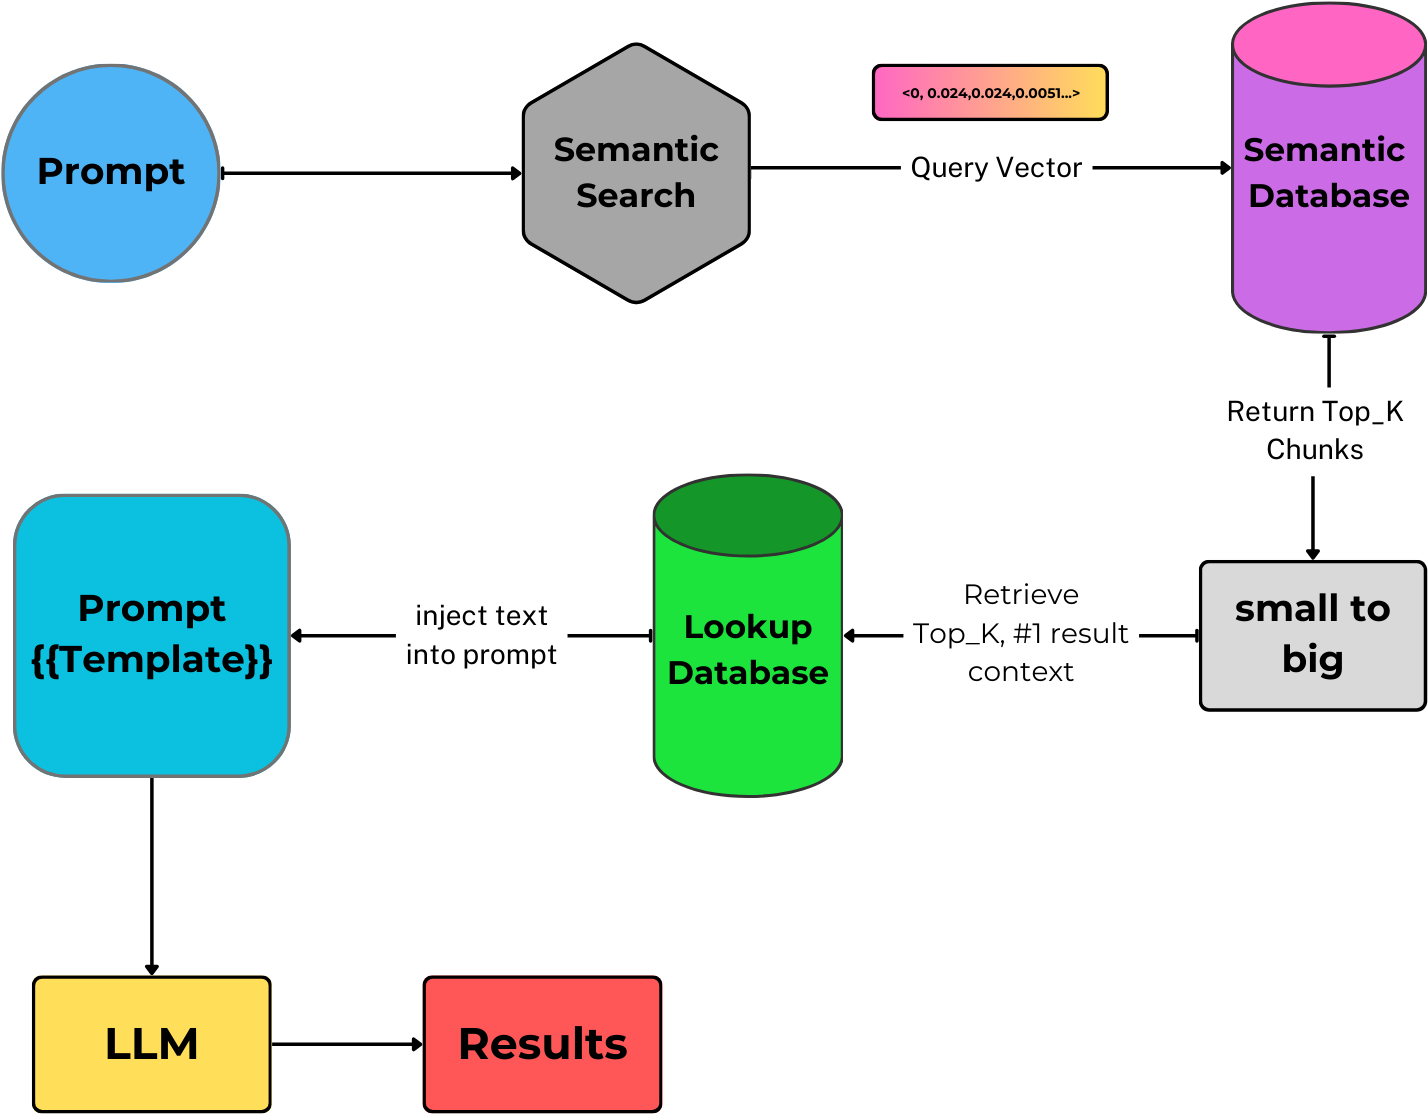 Prompt
Semantic
Search
<0, 0.024,0.024,0.0051...>
Query Vector
Semantic
Database
Return Top_K
Chunks
small to
big
Retrieve
Top_K, #1 result
context
Lookup
Database
inject text
into prompt
Prompt
{{Template}}
LLM
Results